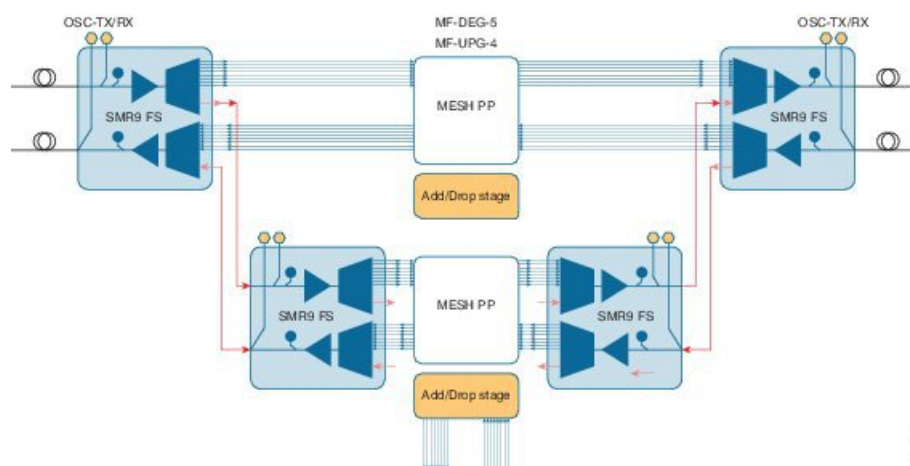 OSC-TX/RX
MF-DEG-5
MF-UPG-4
OSC-TX/RX
SMR9 FS
MESH PP
SMR9 FS
Add/Drop stage
SMR9 FS
MESH PP
SMR9 FS
Add/Drop stage